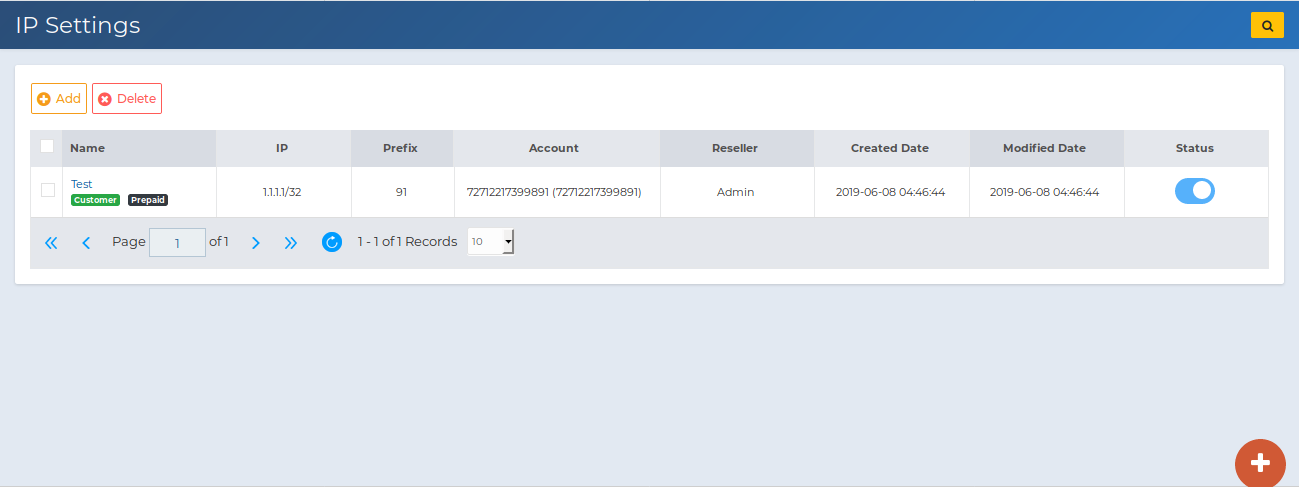 IP Settings
Add Delete
Name IP Prefix Account Reseller Created Date Modified Date Status
Test
Customer Prepaid
1.1.1.1/32 91 72712217399891 (72712217399891) Admin 2019-06-08 04:46:44 2019-06-08 04:46:44
Page 1 of 1 1 - 1 of 1 Records 10